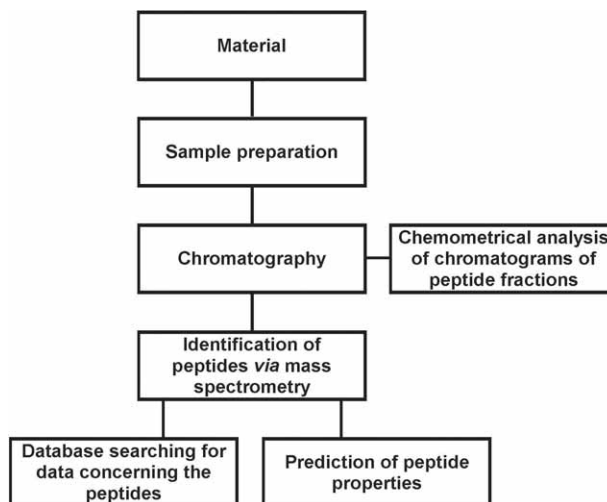 Material
Sample preparation
Chromatography
Chemometrical analysis
of chromatograms of
peptide fractions
Identification of
peptides via mass
spectrometry
Database searching for
data concerning the
peptides
Prediction of peptide
properties